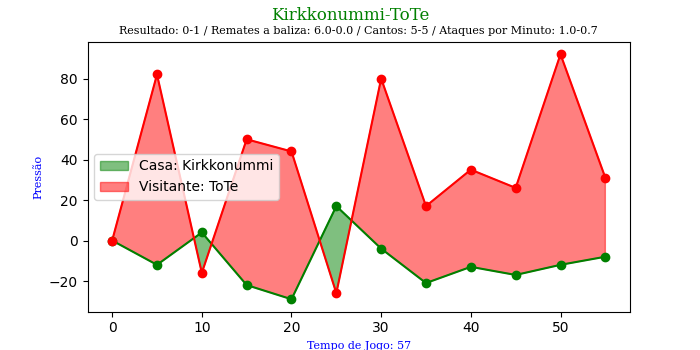 Kirkkonummi-ToTe
Resultado: 0-1 / Remates a baliza: 6.0-0.0 / Cantos: 5-5 / Ataques por Minuto: 1.0-0.7
Pressão
80
60
40
20
0
−20
Casa: Kirkkonummi
Visitante: ToTe
0 10 20 30 40 50
Tempo de Jogo: 57